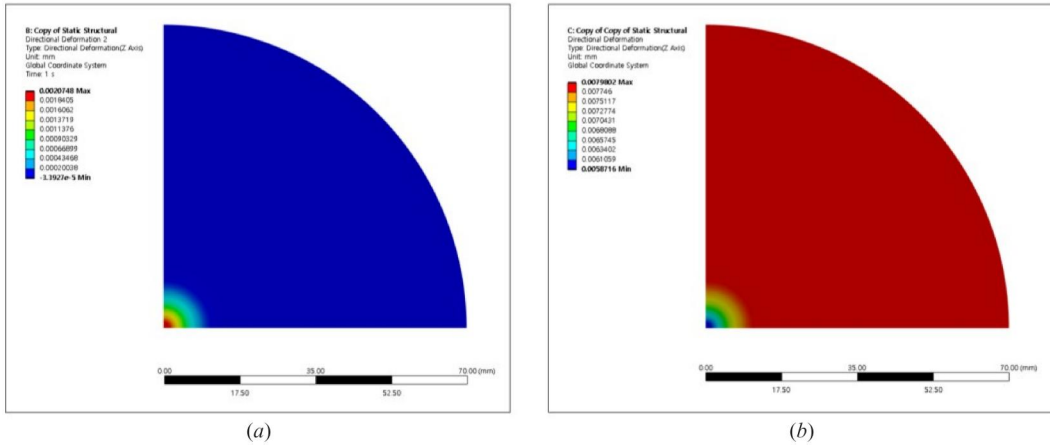 B: Copy of Static Structural
Directional Deformation 2
Type: Directional Deformation(Z Axis)
Unit: mm
Global Coordinate System
Time: 1 s
0.0020748 Max
0.0018405
0.0016062
0.0013719
0.0011376
0.00090329
0.00066899
0.00043468
0.00020038
-3.3927e-5 Min
0.00
35.00
70.00 (mm)
17.50
52.50
(a)
C: Copy of Copy of Static Structural
Directional Deformation
Type: Directional Deformation(Z Axis)
Unit: mm
Global Coordinate System
0.0079802 Max
0.007746
0.0075117
0.0072774
0.0070431
0.0068088
0.0065745
0.0063402
0.0061059
0.0058716 Min
0.00
35.00
70.00 (mm)
17.50
52.50
(b)